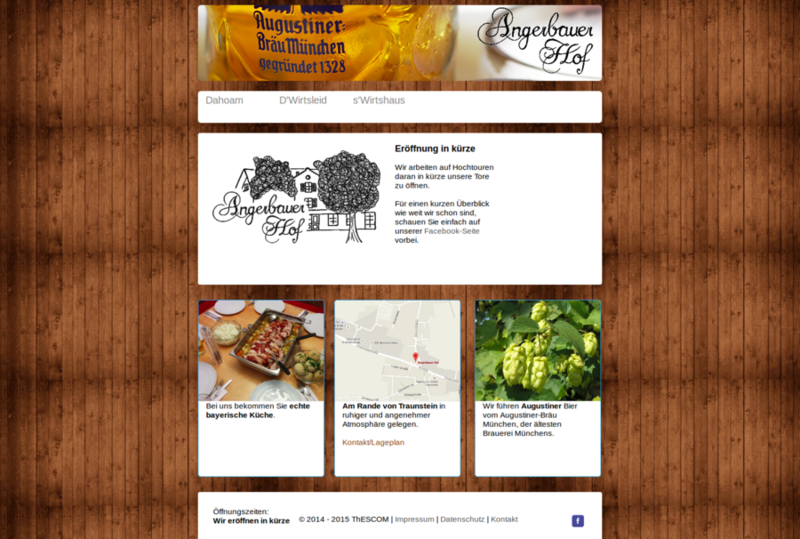 Augustiner-
Bräu München
gegründet 1328
Angerbauer
Hof
Dahoam D'Wirtsleid s'Wirtshaus
Angerbauer
Hof
Eröffnung in kürze
Wir arbeiten auf Hochtouren
daran in kürze unsere Tore
zu öffnen.
Für einen kurzen Überblick
wie weit wir schon sind,
schauen Sie einfach auf
unserer Facebook-Seite
vorbei.
Bei uns bekommen Sie echte
bayerische Küche.
Am Rande von Traunstein in
ruhiger und angenehmer
Atmosphäre gelegen.
Kontakt/Lageplan
Wir führen Augustiner Bier
vom Augustiner-Bräu
München, der ältesten
Brauerei Münchens.
Öffnungszeiten:
Wir eröffnen in kürze
© 2014 - 2015 ThESCOM | Impressum | Datenschutz | Kontakt
f